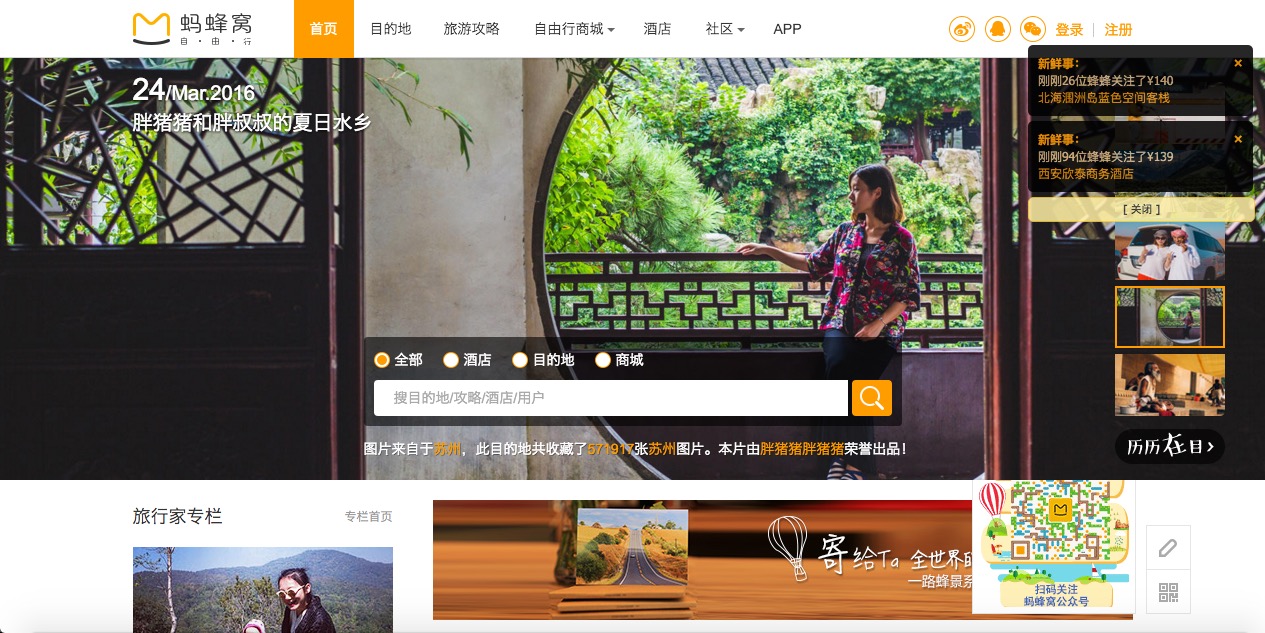 蚂蜂窝
自·由·行
首页 目的地 旅游攻略 自由行商城 酒店 社区 APP 登录 注册
24/Mar.2016
胖猪猪和胖叔叔的夏日水乡
新鲜事： ×
刚刚26位蜂蜂关注了¥140
北海涠洲岛蓝色空间客栈
新鲜事： ×
刚刚94位蜂蜂关注了¥139
西安欣泰商务酒店
[ 关闭 ]
全部 酒店 目的地 商城
搜目的地/攻略/酒店/用户
图片来自于苏州，此目的地共收藏了571917张苏州图片。本片由胖猪猪胖猪猪荣誉出品！
历历在目
旅行家专栏 专栏首页
寄给Ta 全世界的
一路蜂景系
扫码关注
蚂蜂窝公众号